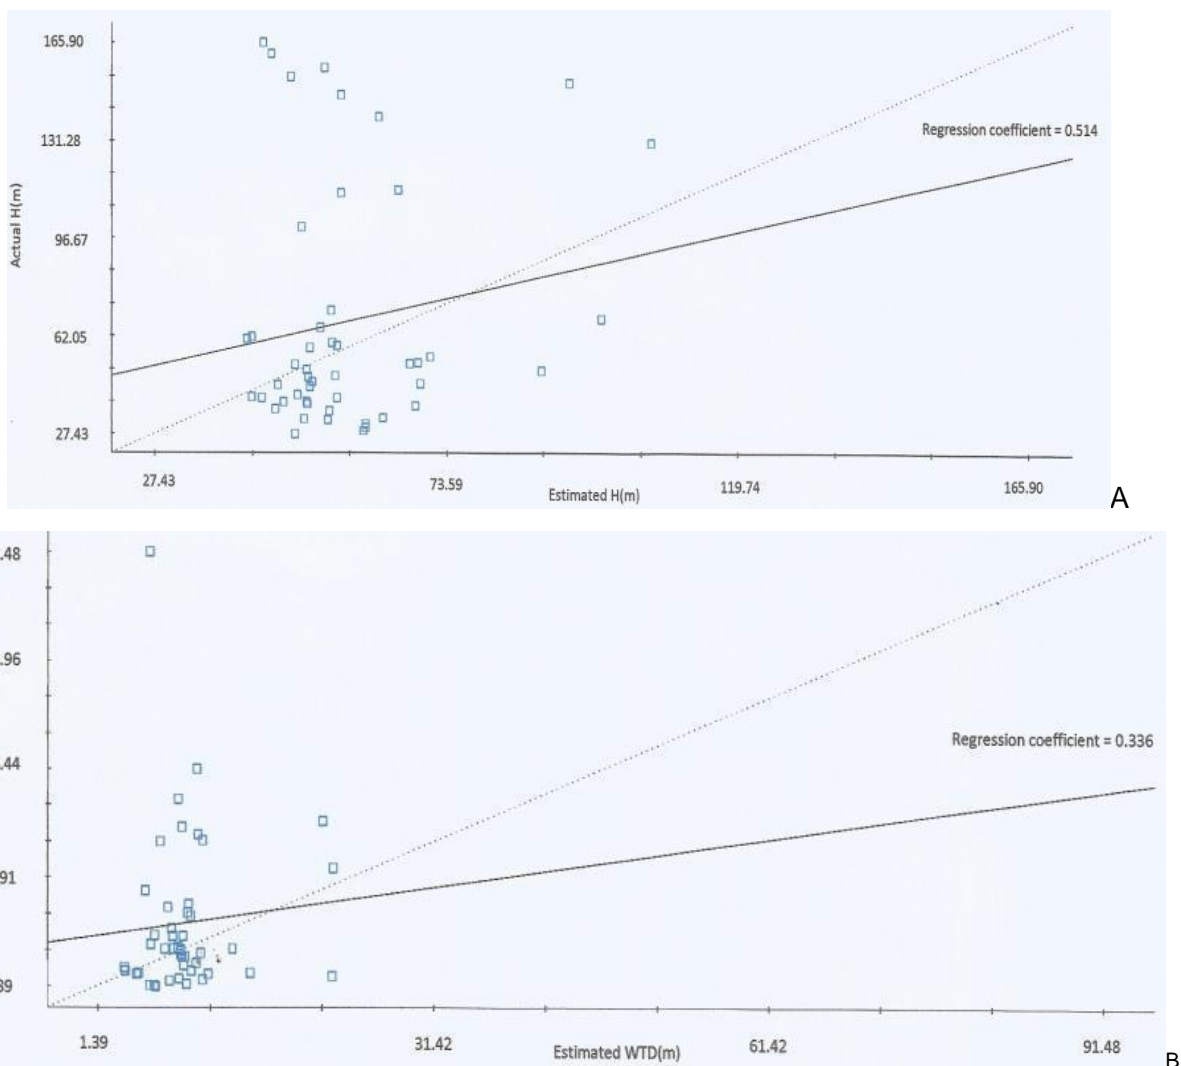 165.90
131.28
Regression coefficient = 0.514
Actual H(m)
96.67
62.05
27.43
27.43 73.59 119.74 165.90
Estimated H(m)
A
.48
.96
Regression coefficient = 0.336
.44
91
39
1.39 31.42 61.42 91.48
Estimated WTD(m)
B